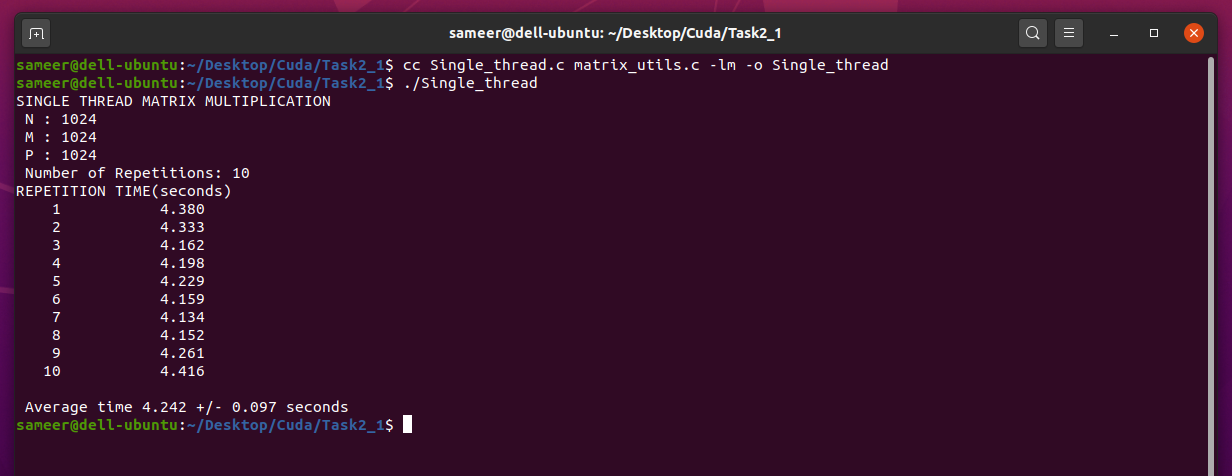 sameer@dell-ubuntu: ~/Desktop/Cuda/Task2_1
sameer@dell-ubuntu:~/Desktop/Cuda/Task2_1$ cc Single_thread.c matrix_utils.c -lm -o Single_thread
sameer@dell-ubuntu:~/Desktop/Cuda/Task2_1$ ./Single_thread
SINGLE THREAD MATRIX MULTIPLICATION
N : 1024
M : 1024
P : 1024
Number of Repetitions: 10
REPETITION TIME(seconds)
1 4.380
2 4.333
3 4.162
4 4.198
5 4.229
6 4.159
7 4.134
8 4.152
9 4.261
10 4.416
Average time 4.242 +/- 0.097 seconds
sameer@dell-ubuntu:~/Desktop/Cuda/Task2_1$